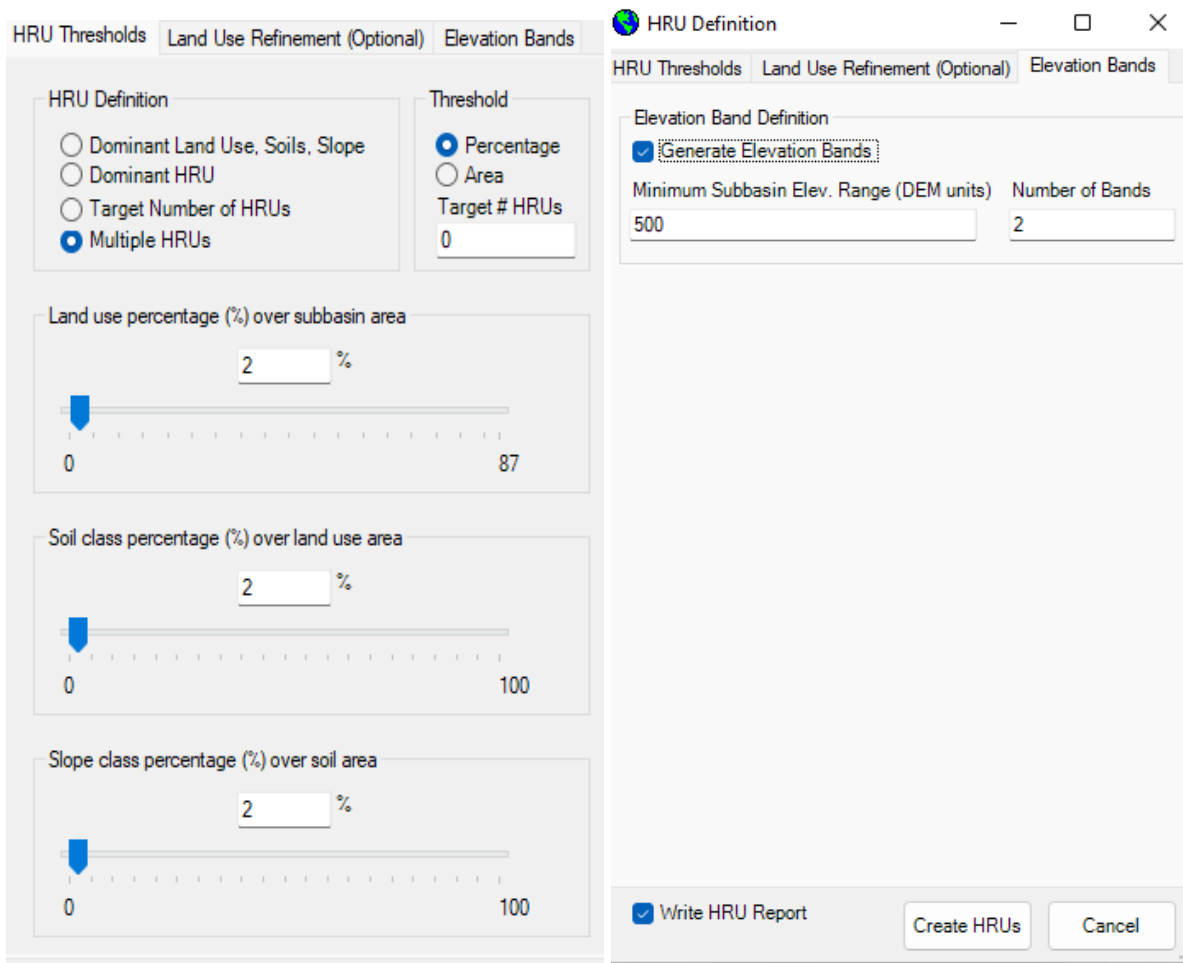 HRU Thresholds Land Use Refinement (Optional) Elevation Bands
HRU Definition
Dominant Land Use, Soils, Slope
Dominant HRU
Target Number of HRUs
Multiple HRUs
Threshold
Percentage
Area
Target # HRUs
0
Land use percentage (%) over subbasin area
2 %
0 87
Soil class percentage (%) over land use area
2 %
0 100
Slope class percentage (%) over soil area
2 %
0 100
HRU Definition
HRU Thresholds Land Use Refinement (Optional) Elevation Bands
Elevation Band Definition
Generate Elevation Bands
Minimum Subbasin Elev. Range (DEM units) Number of Bands
500 2
Write HRU Report Create HRUs Cancel